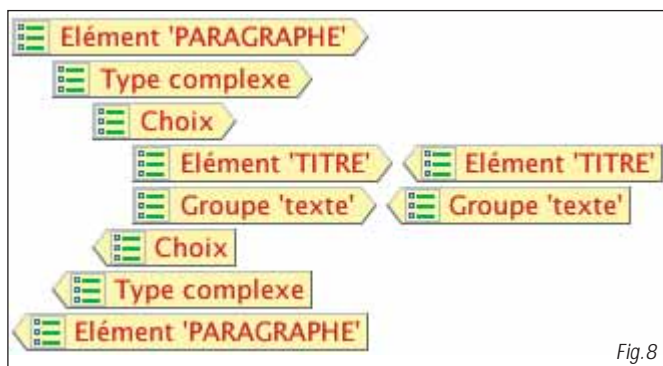 Elément 'PARAGRAPHE'
Type complexe
Choix
Elément 'TITRE' Elément 'TITRE'
Groupe 'texte' Groupe 'texte'
Choix
Type complexe
Elément 'PARAGRAPHE'
Fig.8